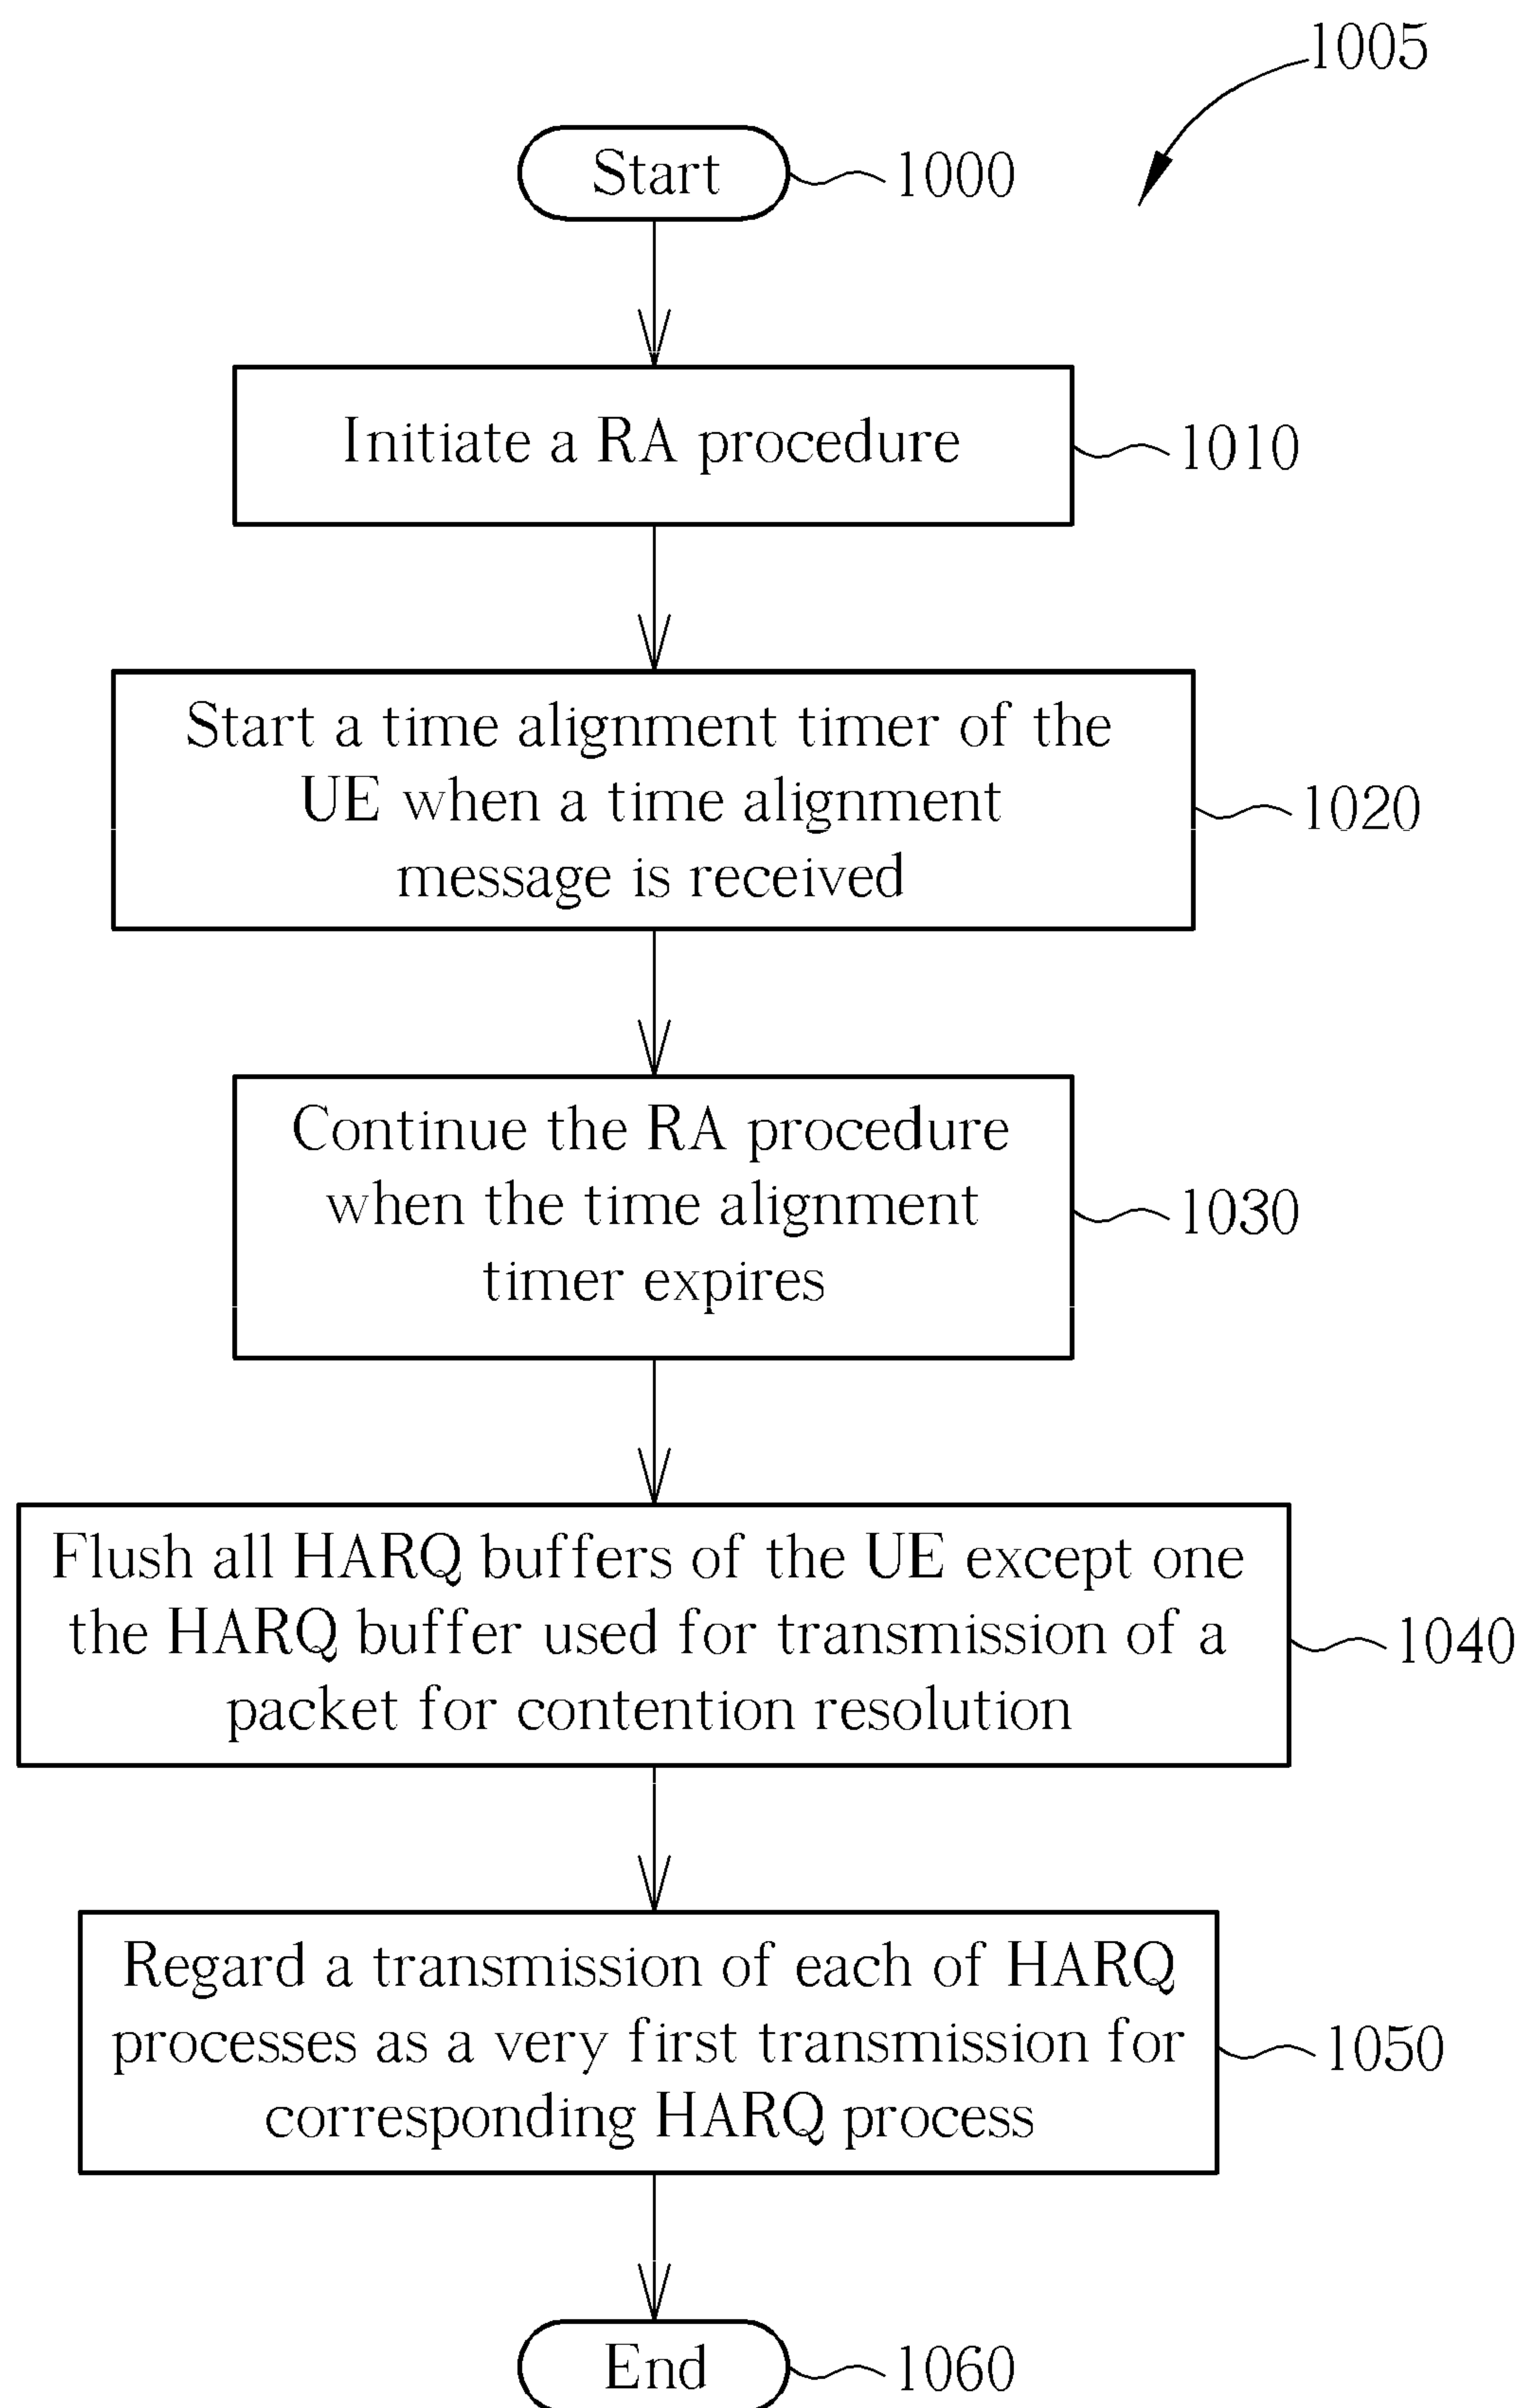 1005
Start
1000
Initiate a RA procedure
1010
Start a time alignment timer of the
UE when a time alignment
message is received
1020
Continue the RA procedure
when the time alignment
timer expires
1030
Flush all HARQ buffers of the UE except one
the HARQ buffer used for transmission of a
packet for contention resolution
1040
Regard a transmission of each of HARQ
processes as a very first transmission for
corresponding HARQ process
1050
End
1060